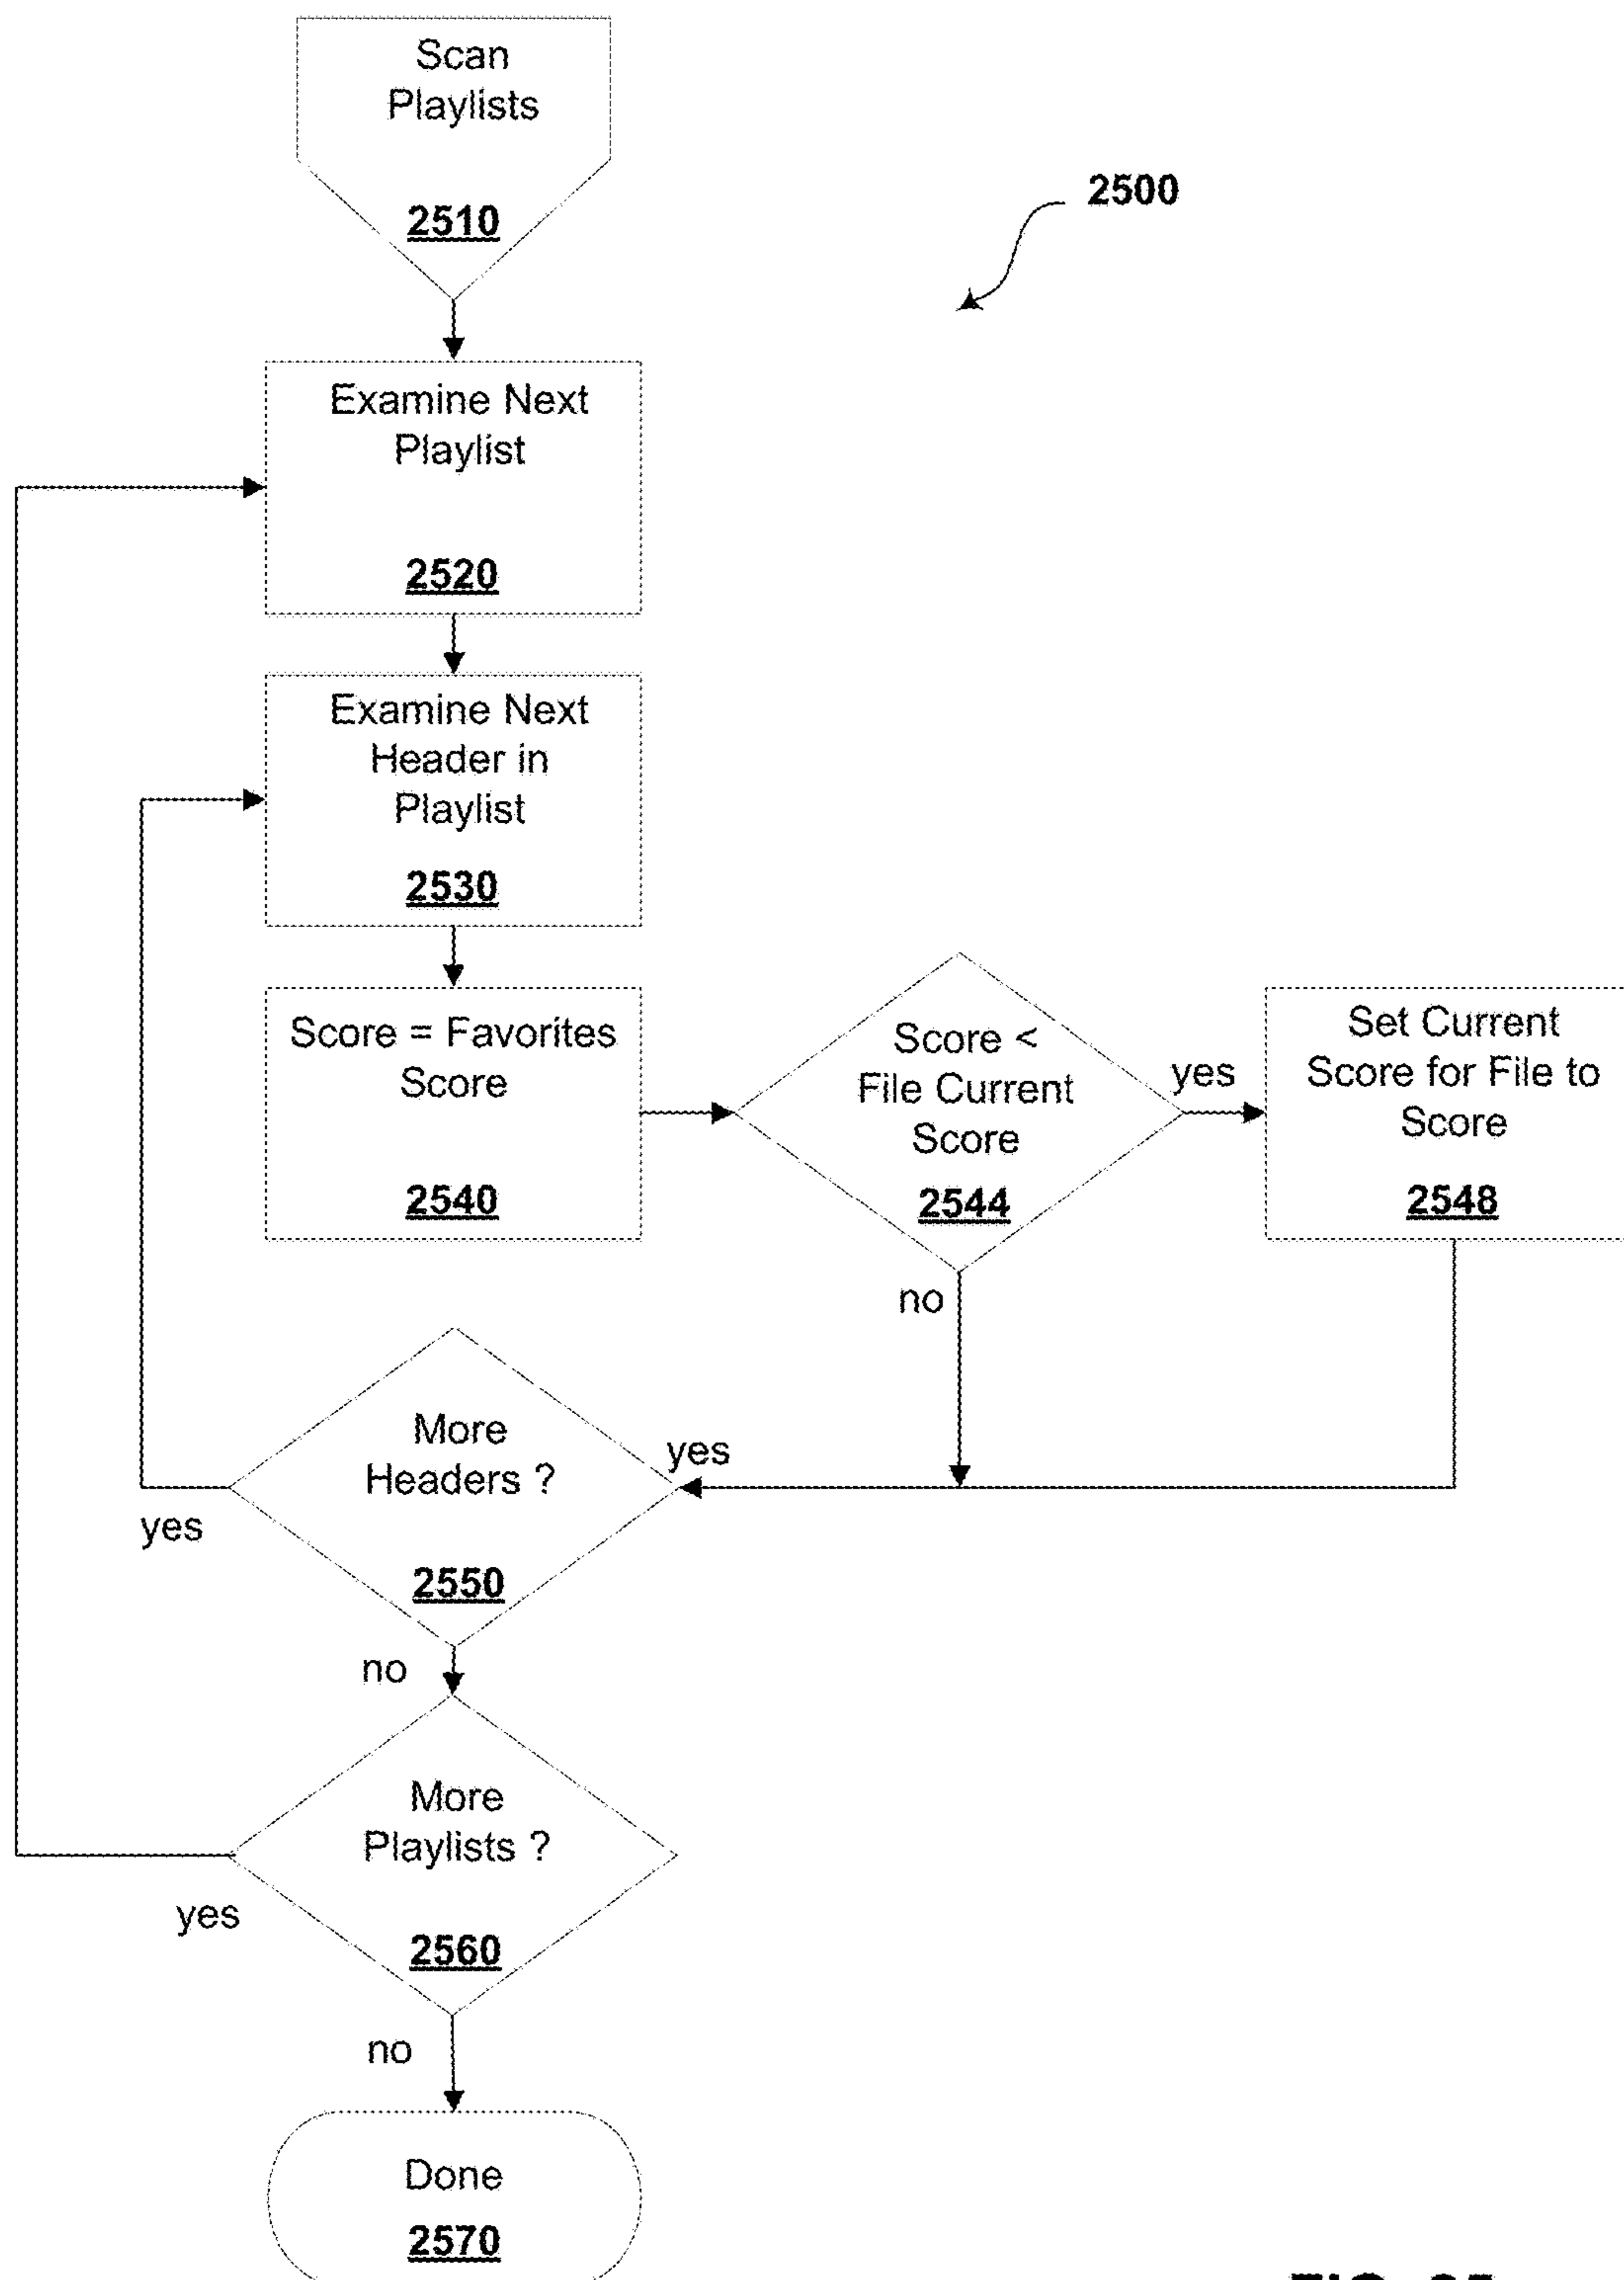 Scan
Playlists
2510
2500
Examine Next
Playlist
2520
Examine Next
Header in
Playlist
2530
Score = Favorites
Score
2540
Score <
File Current
Score
2544
yes
Set Current
Score for File to
Score
2548
no
More
Headers ?
2550
yes
yes
no
More
Playlists ?
2560
yes
no
Done
2570